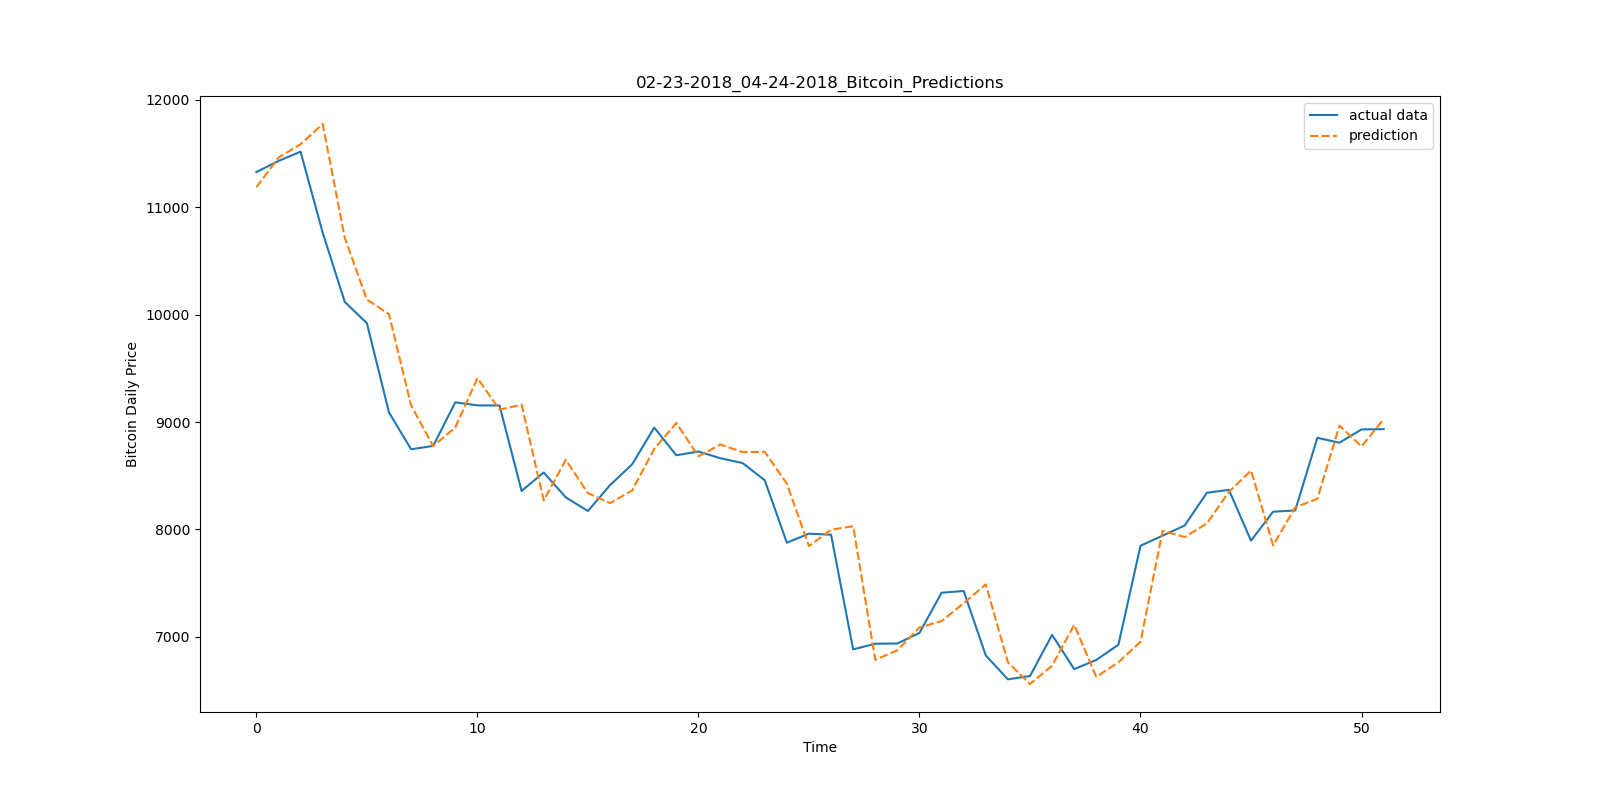 02-23-2018_04-24-2018_Bitcoin_Predictions
actual data
prediction
Bitcoin Daily Price
12000
11000
10000
9000
8000
7000
0 10 20 30 40 50
Time